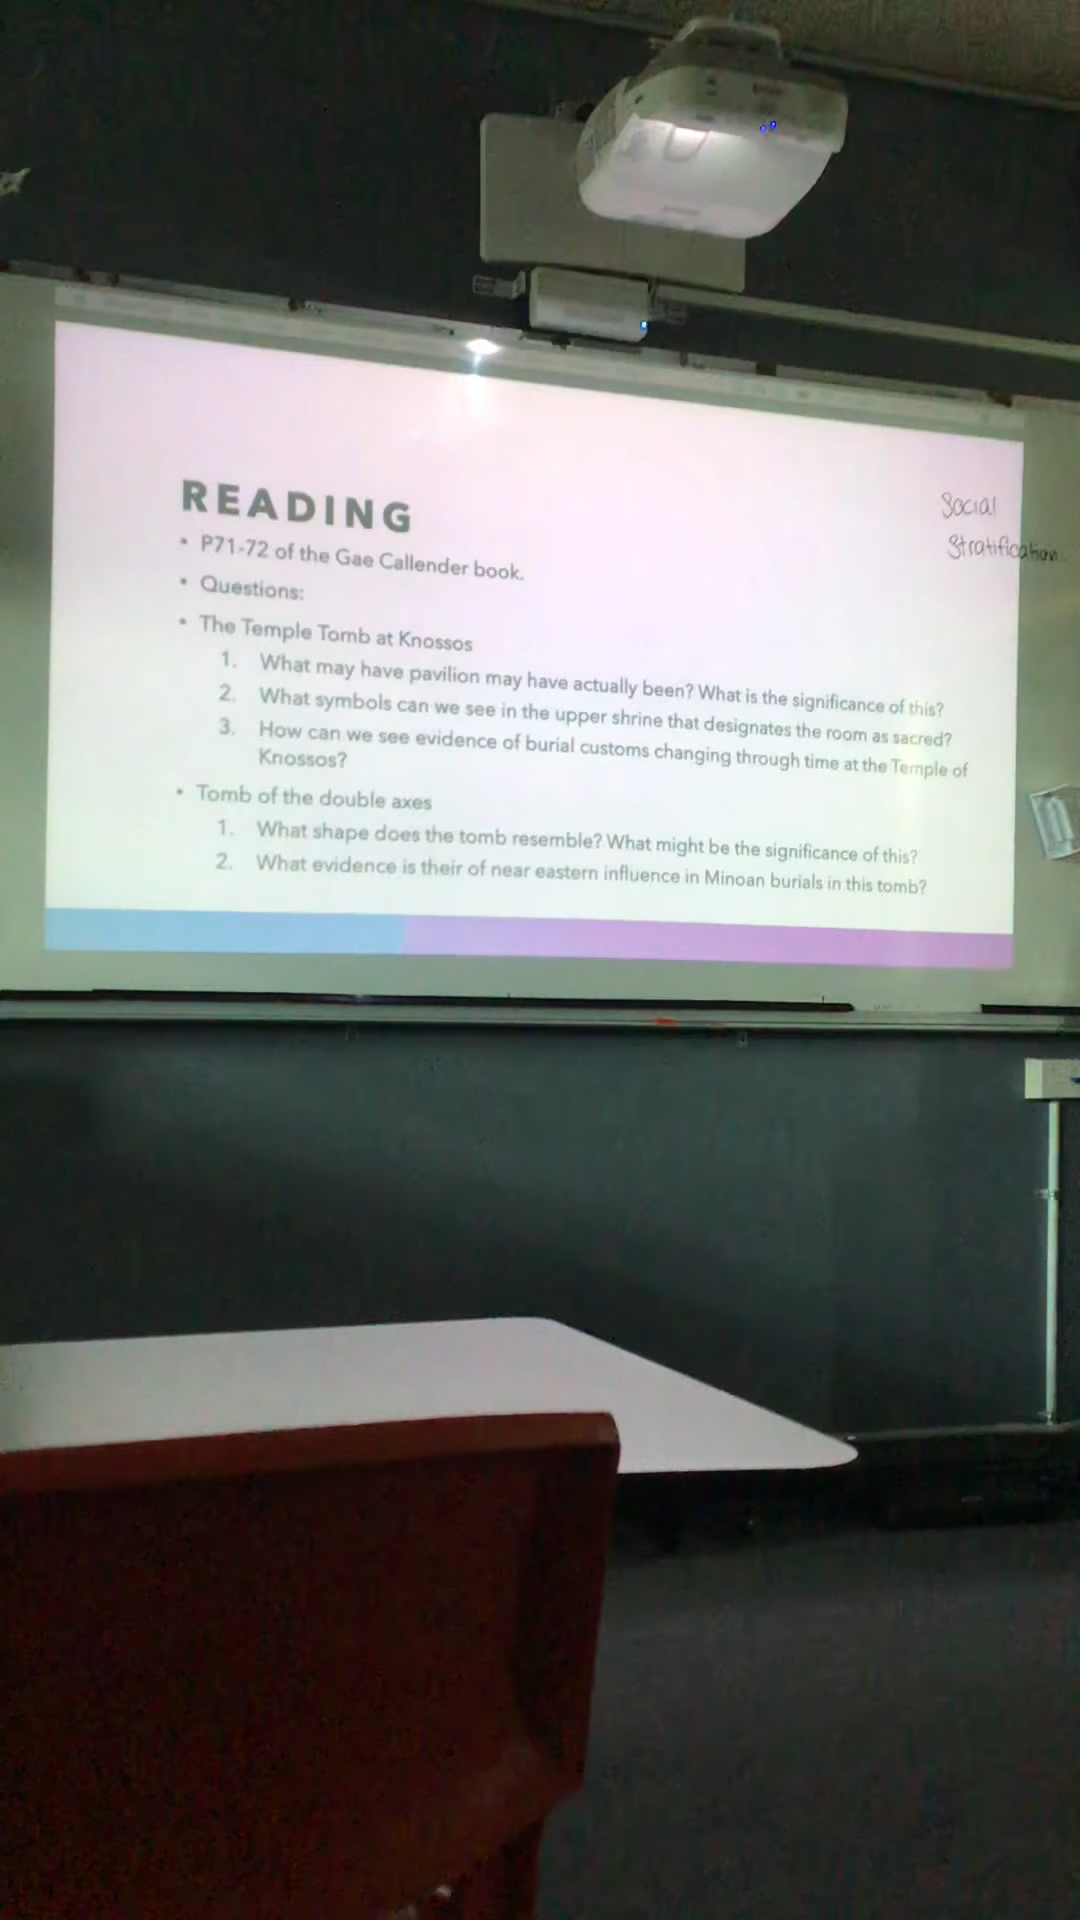 READING
• P71-72 of the Gae Callender book.
• Questions:
• The Temple Tomb at Knossos
1. What may have pavilion may have actually been? What is the significance of this?
2. What symbols can we see in the upper shrine that designates the room as sacred?
3. How can we see evidence of burial customs changing through time at the Temple of
Knossos?
• Tomb of the double axes
1. What shape does the tomb resemble? What might be the significance of this?
2. What evidence is their of near eastern influence in Minoan burials in this tomb?
Social
Stratification